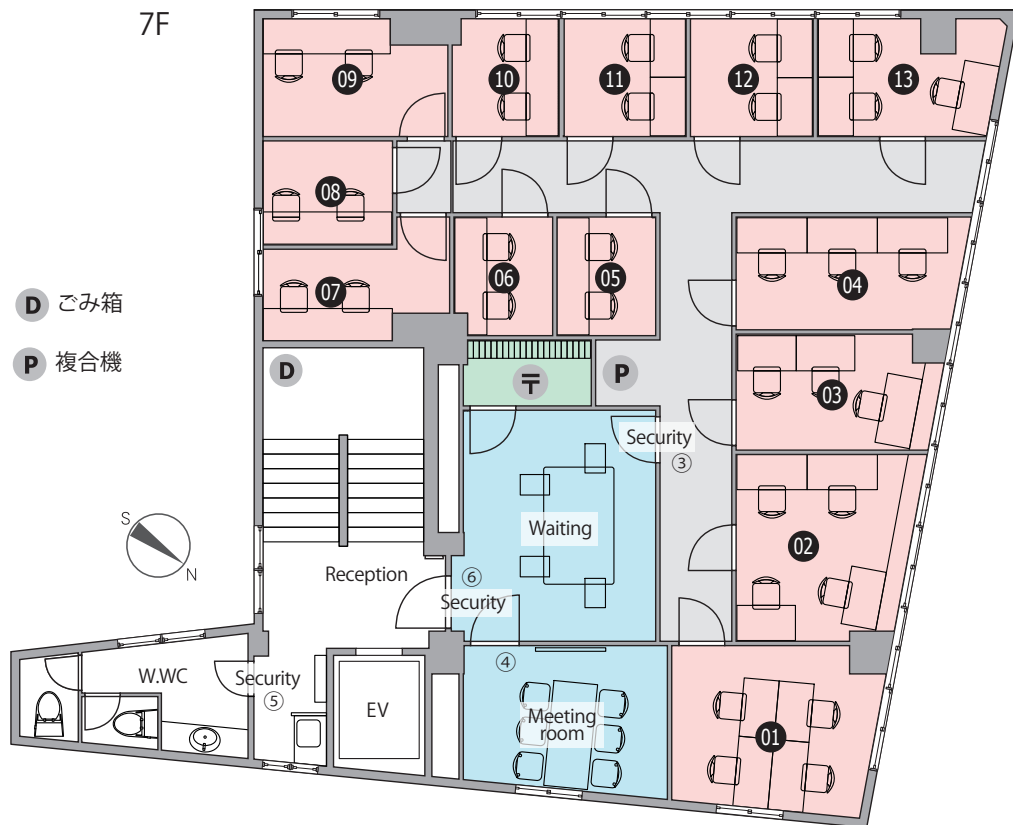 7F
09
10
11
12
13
08
07
06
05
04
D ごみ箱
P 複合機
D
〒
P
03
Security
③
Waiting
02
S
N
Reception
⑥
Security
④
W.WC
Security
⑤
EV
Meeting
room
01